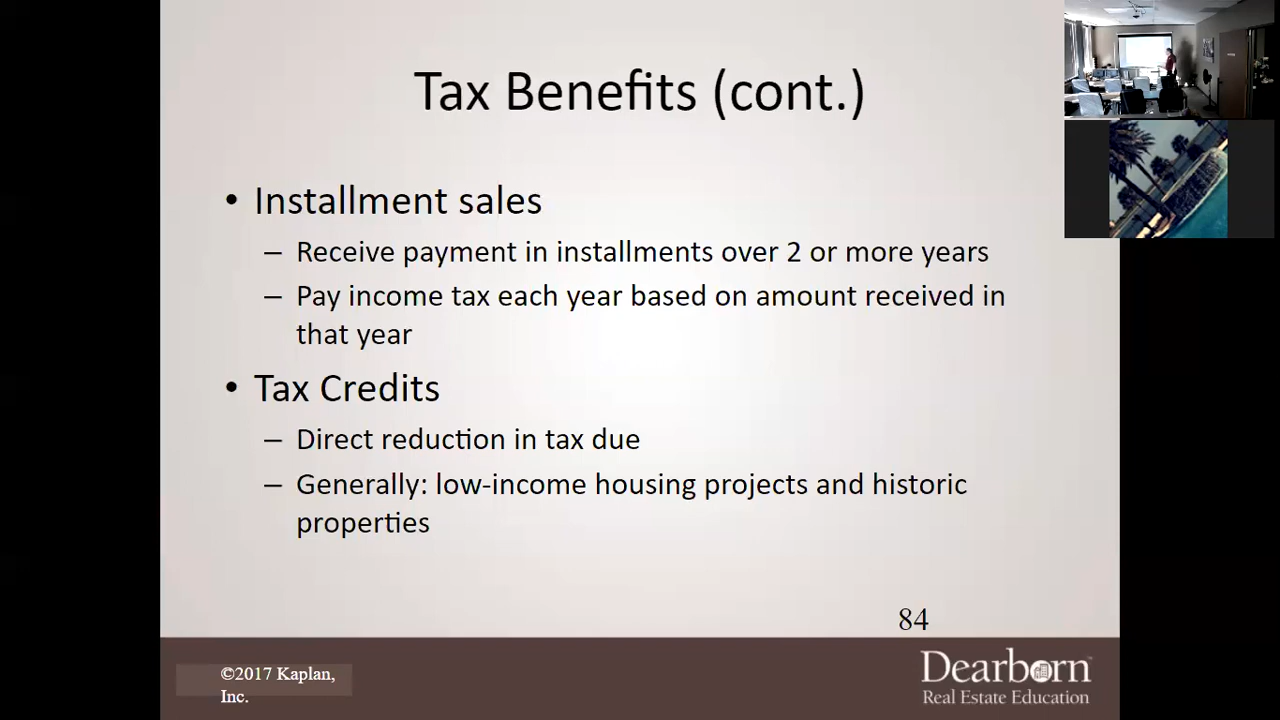 Tax Benefits (cont.)
• Installment sales
– Receive payment in installments over 2 or more years
– Pay income tax each year based on amount received in
that year
• Tax Credits
– Direct reduction in tax due
– Generally: low-income housing projects and historic
properties
84
©2017 Kaplan,
Inc.
Dearborn
Real Estate Education